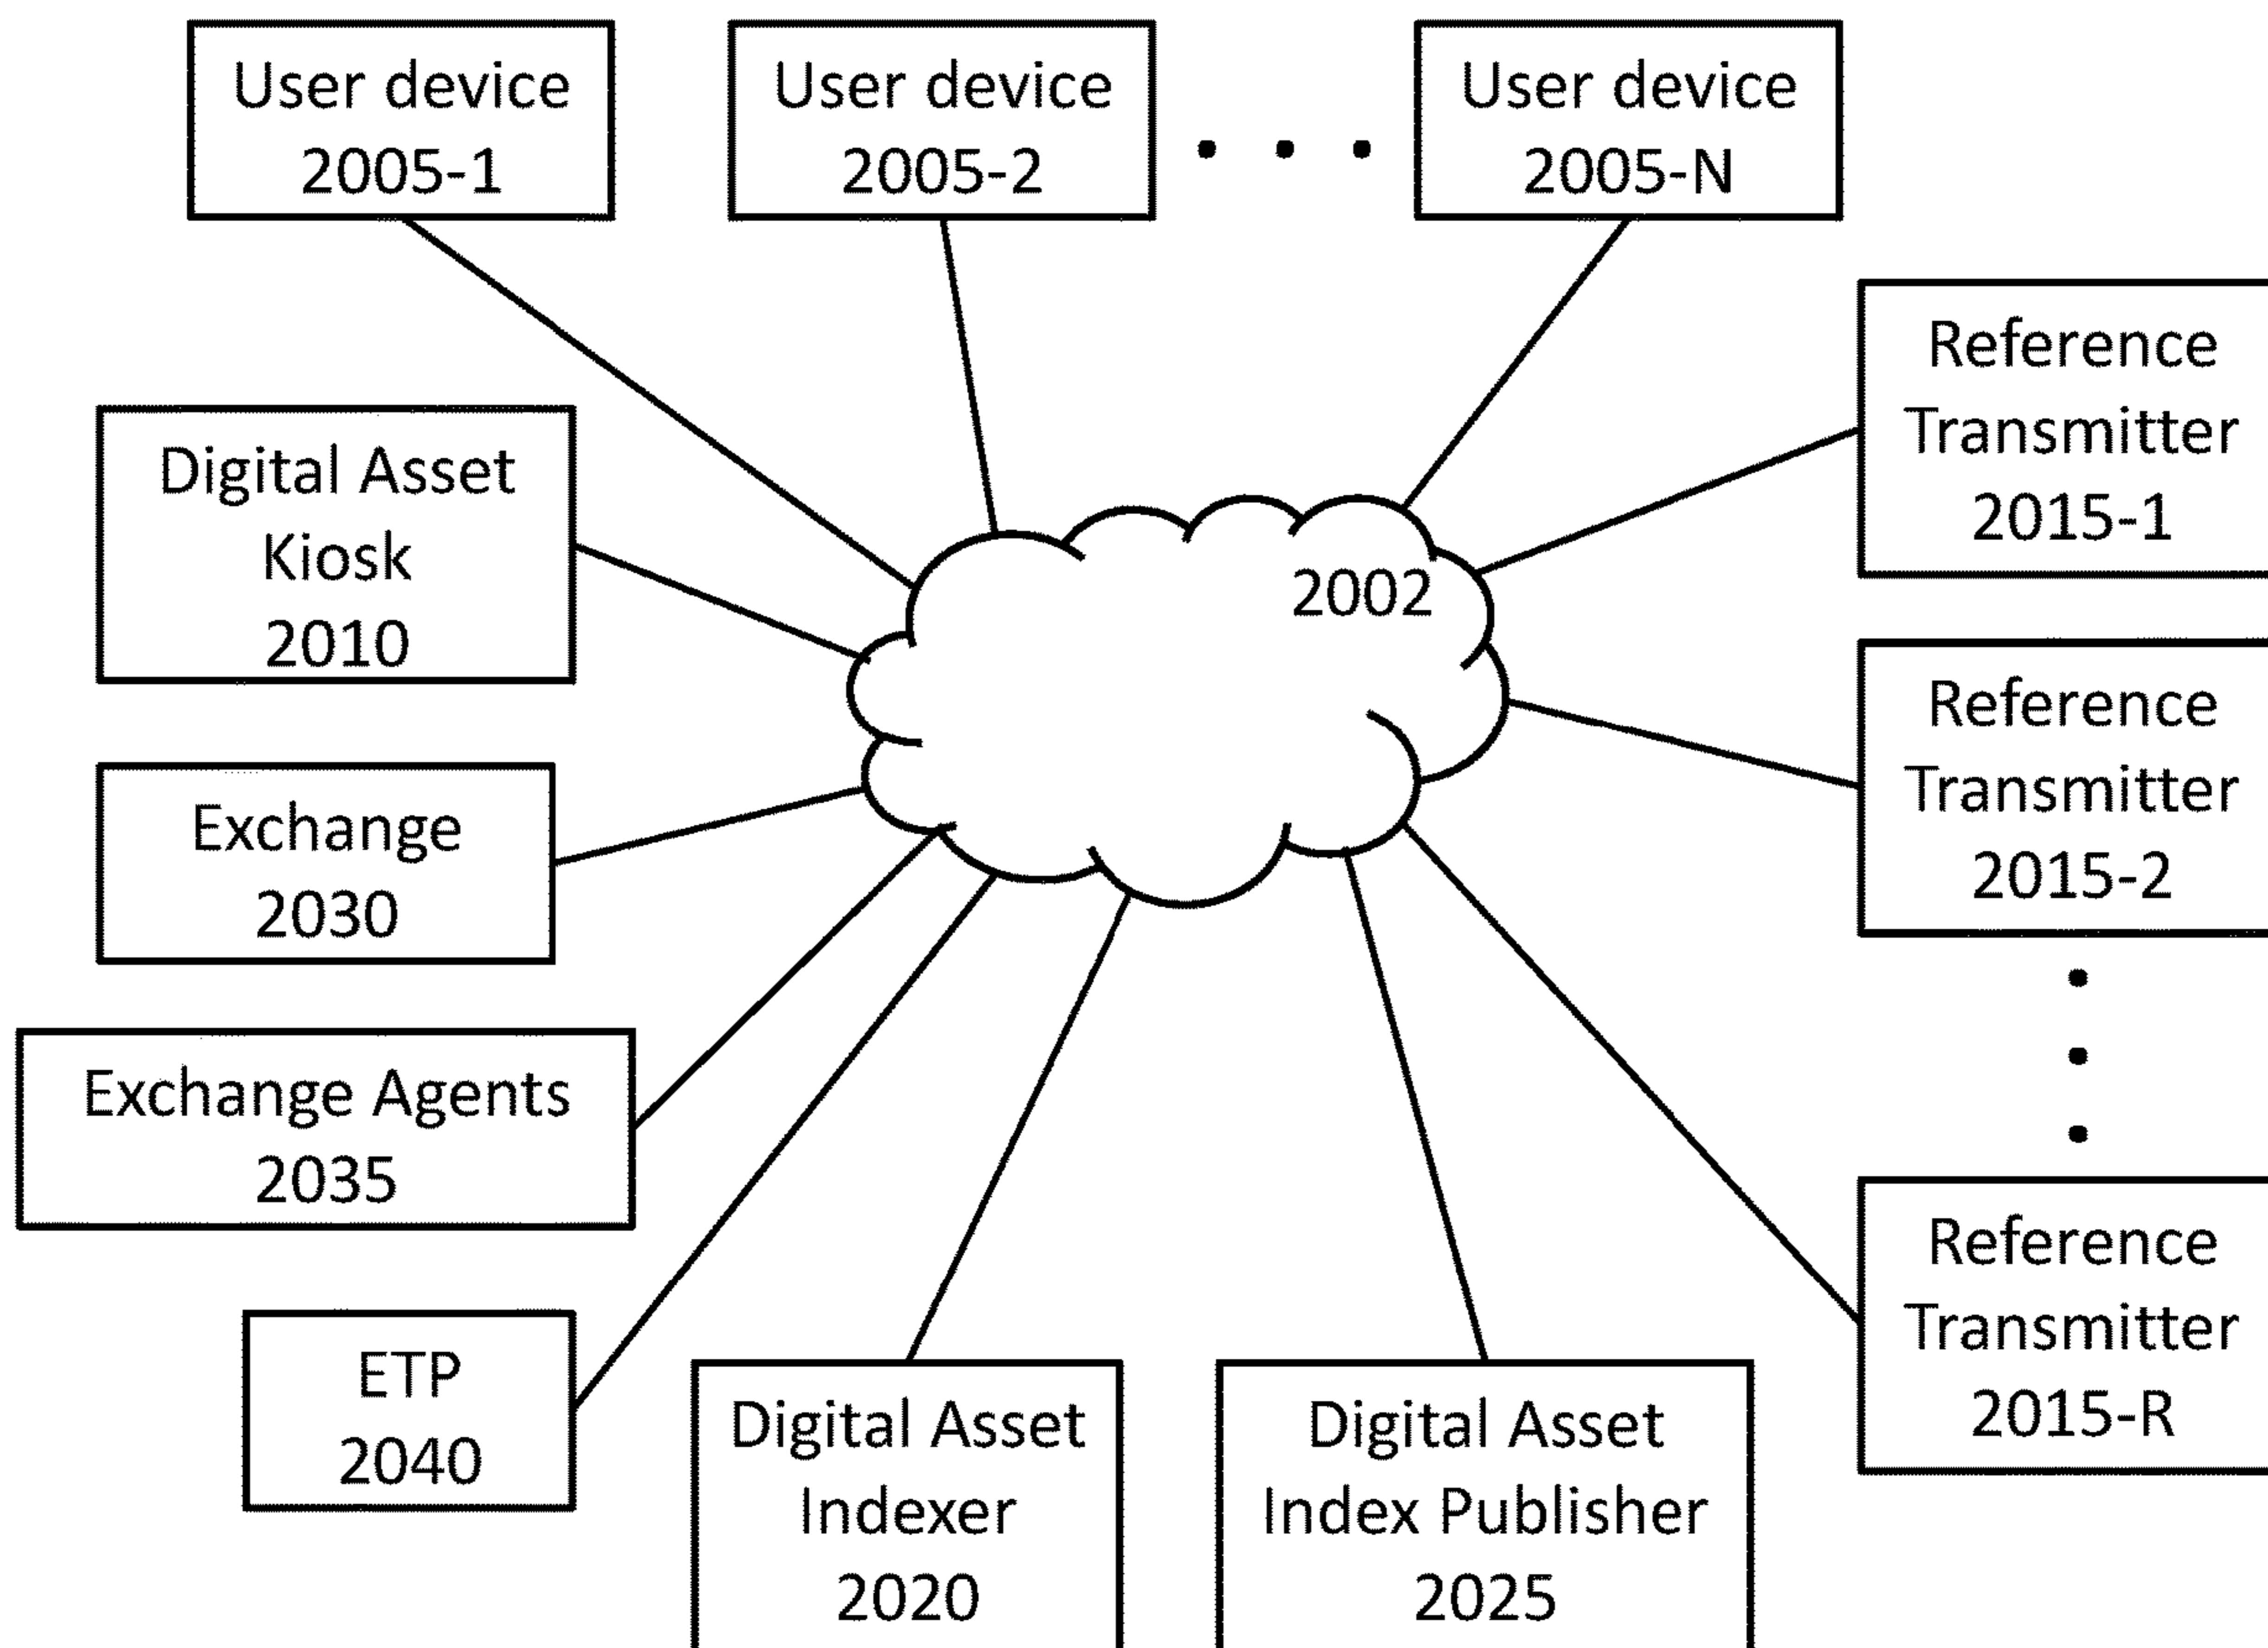 User device
2005-1
User device
2005-2
. . .
User device
2005-N
Reference
Transmitter
2015-1
Digital Asset
Kiosk
2010
2002
Reference
Transmitter
2015-2
Exchange
2030
Exchange Agents
2035
Reference
Transmitter
2015-R
ETP
2040
Digital Asset
Indexer
2020
Digital Asset
Index Publisher
2025